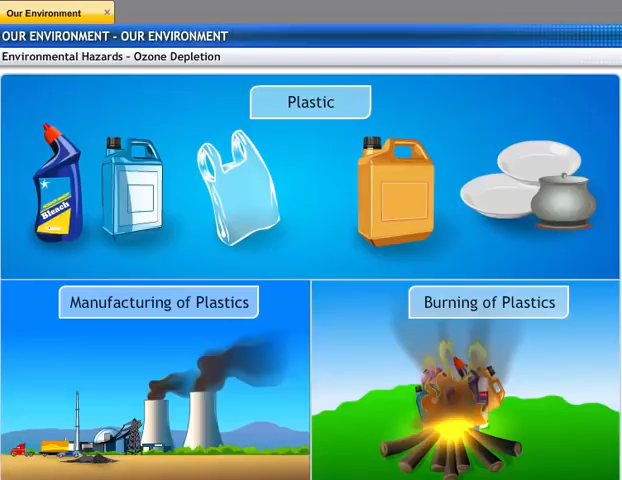 Our Environment
OUR ENVIRONMENT - OUR ENVIRONMENT
Environmental Hazards - Ozone Depletion
Plastic
Bleach
Manufacturing of Plastics
Burning of Plastics